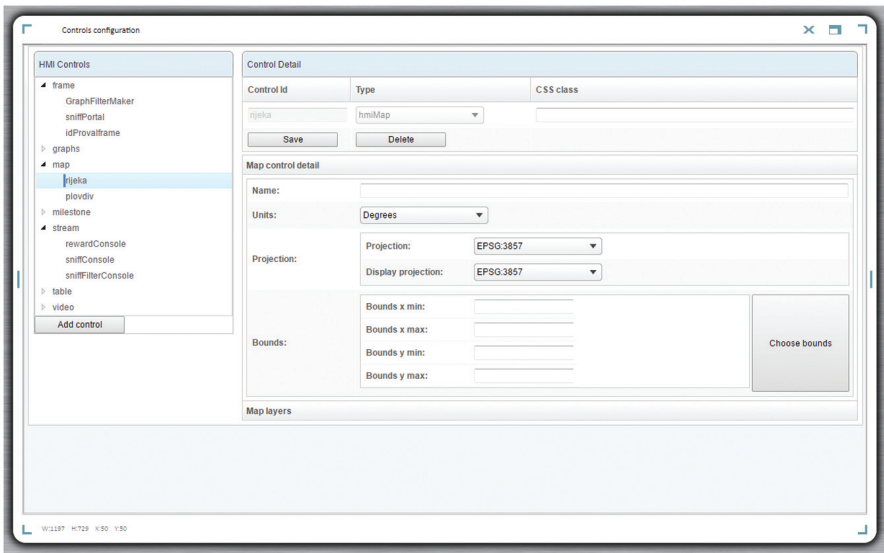 Controls configuration
HMI Controls
frame
GraphFilterMaker
sniffPortal
idProvaIframe
graphs
map
rijeka
plovdiv
milestone
stream
rewardConsole
sniffConsole
sniffFilterConsole
table
video
Add control
Control Detail
Control Id Type CSS class
rijeka hmiMap
Save Delete
Map control detail
Name:
Units: Degrees
Projection:
Projection: EPSG:3857
Display projection: EPSG:3857
Bounds:
Bounds x min:
Bounds x max:
Bounds y min:
Bounds y max:
Choose bounds
Map layers
W:1197 H:729 X:50 Y:50